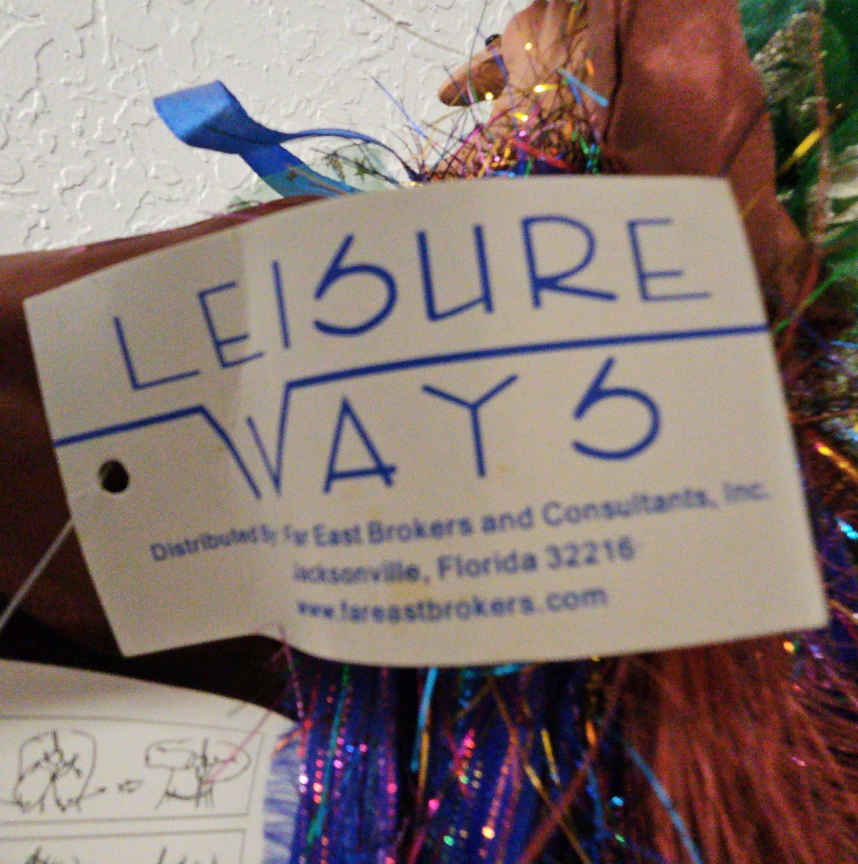 LEISURE
WAYS
Distributed By: Far East Brokers and Consultants, Inc.
Jacksonville, Florida 32216
www.fareastbrokers.com